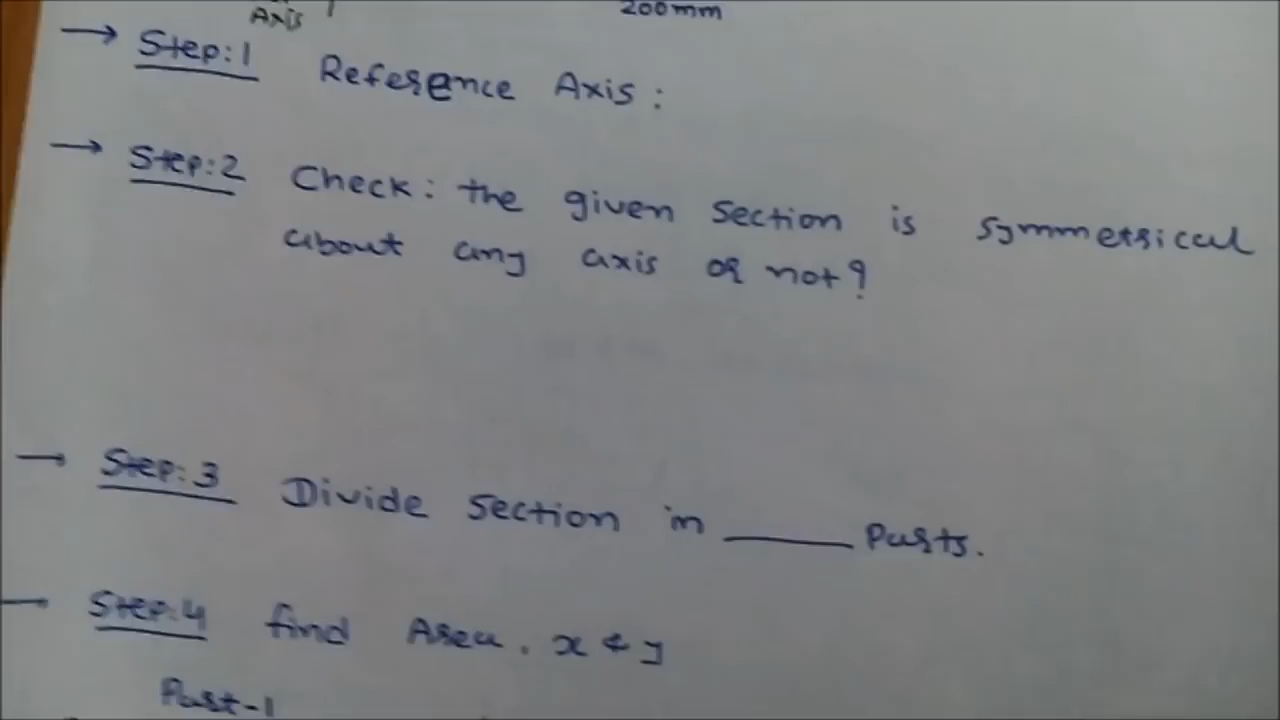 Axis
200mm
→ Step:1 Reference Axis:
→ Step:2 Check: the given section is symmetrical
about any axis or not?
→ Step:3 Divide section in ____ Parts.
→ Step:4 find Area, x & y
Part-1